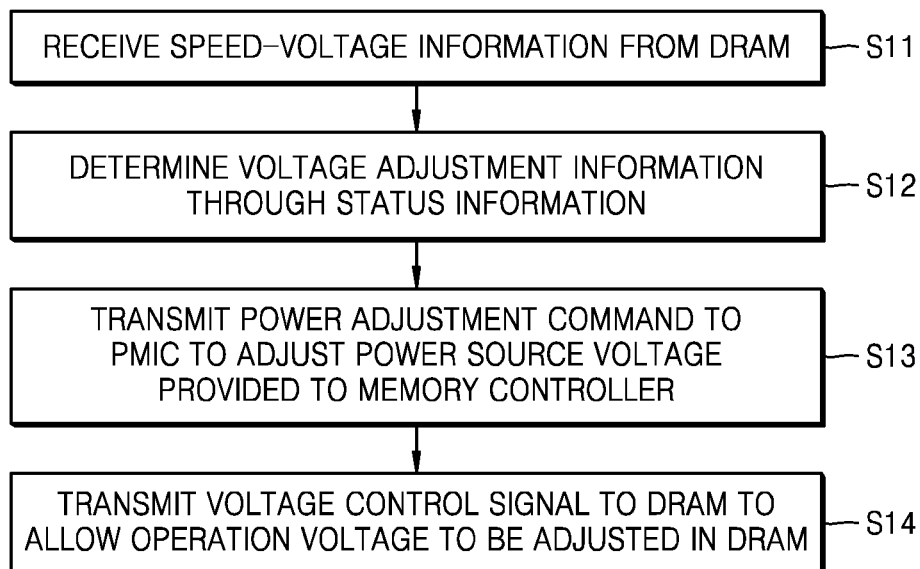 RECEIVE SPEED-VOLTAGE INFORMATION FROM DRAM
S11
DETERMINE VOLTAGE ADJUSTMENT INFORMATION
THROUGH STATUS INFORMATION
S12
TRANSMIT POWER ADJUSTMENT COMMAND TO
PMIC TO ADJUST POWER SOURCE VOLTAGE
PROVIDED TO MEMORY CONTROLLER
S13
TRANSMIT VOLTAGE CONTROL SIGNAL TO DRAM TO
ALLOW OPERATION VOLTAGE TO BE ADJUSTED IN DRAM
S14